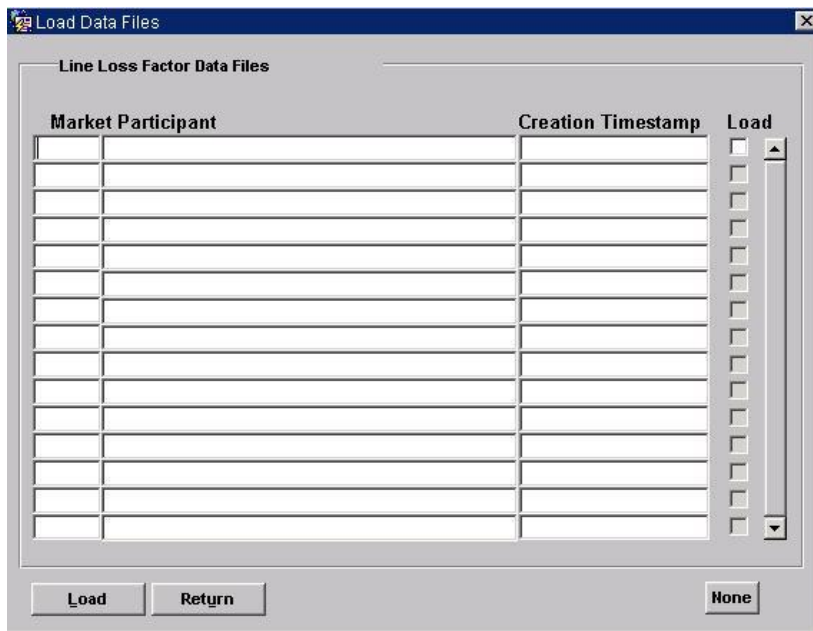 Load Data Files
Line Loss Factor Data Files
Market Participant Creation Timestamp Load
Load Return None